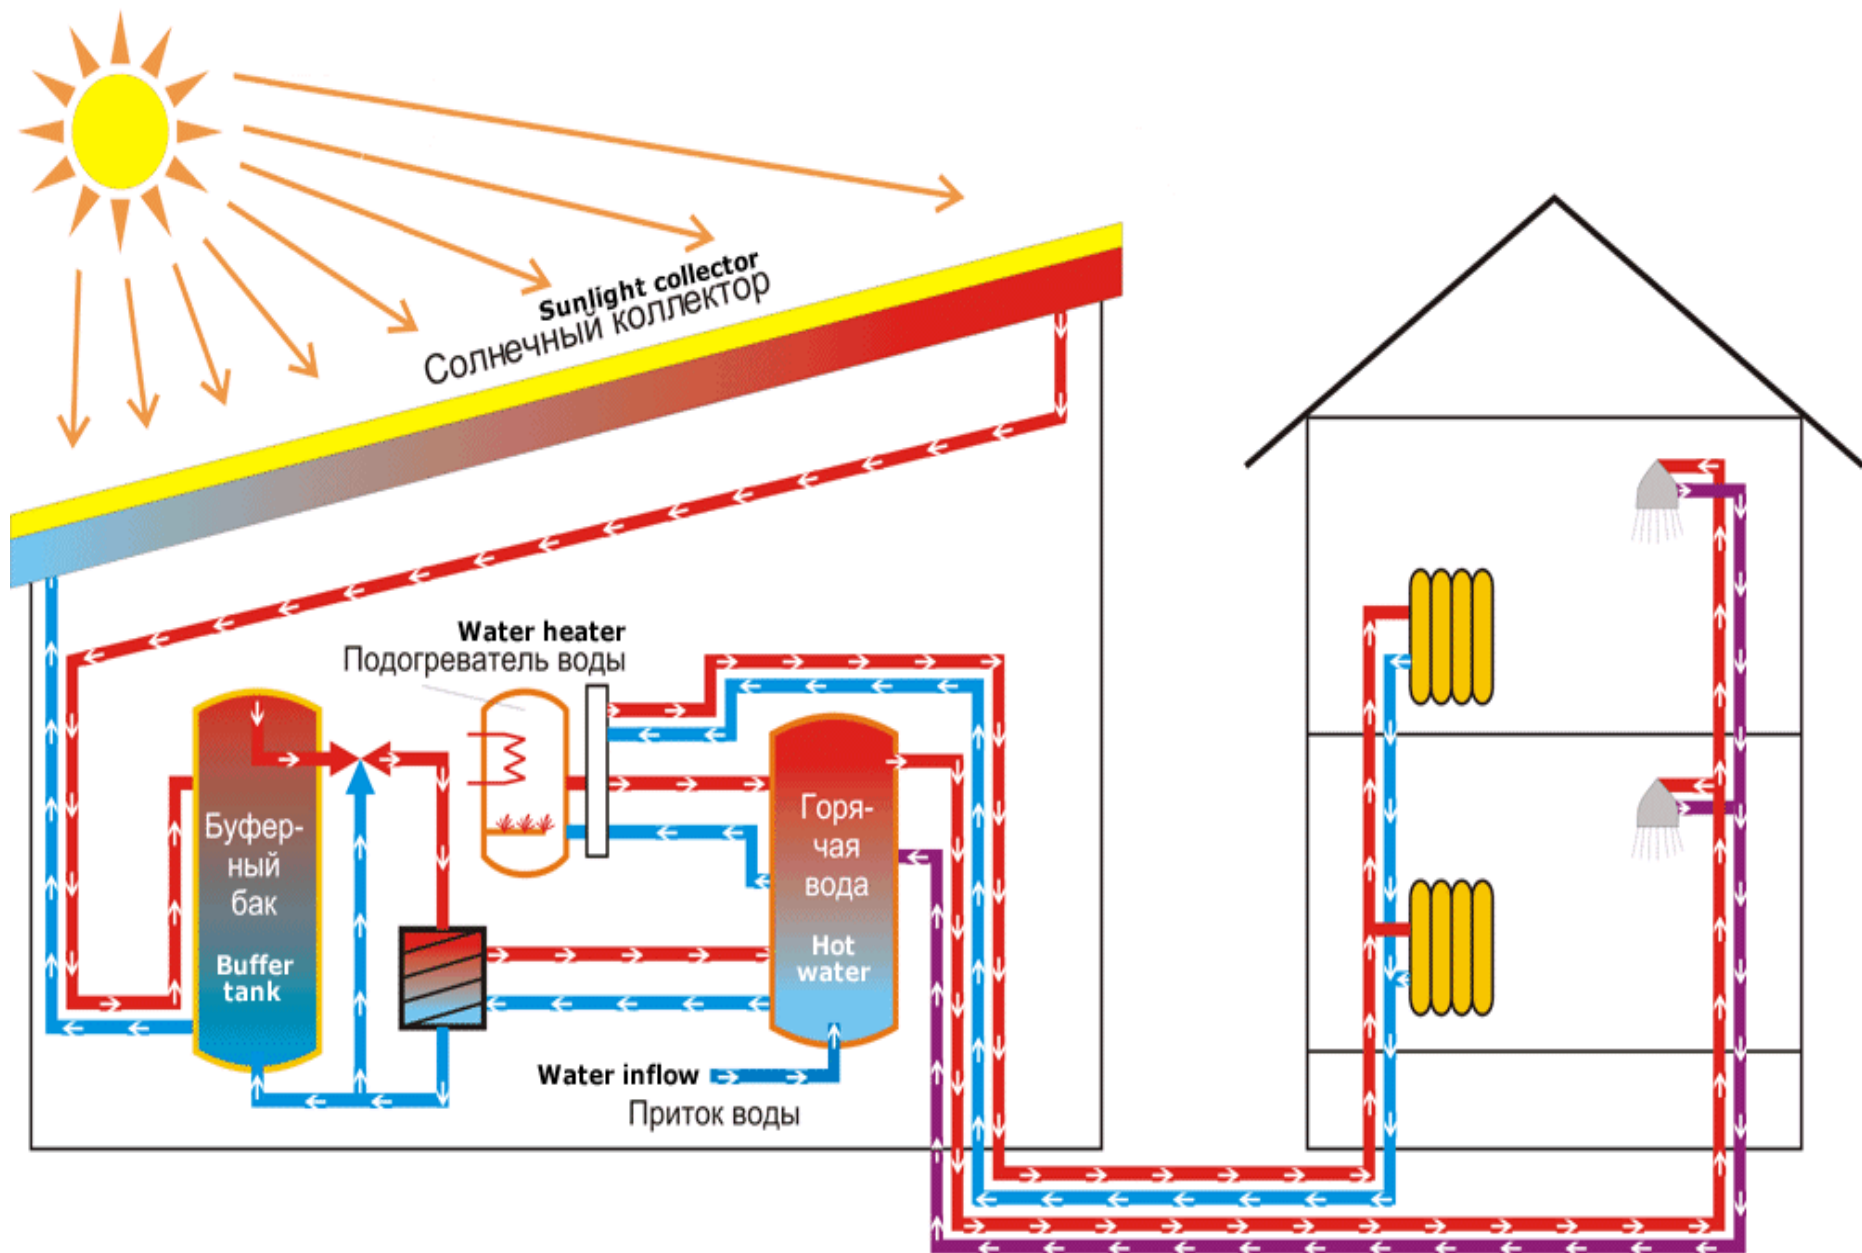 Sunlight collector
Солнечный коллектор
Water heater
Подогреватель воды
Буфер-
ный
бак
Buffer
tank
Горя-
чая
вода
Hot
water
Water inflow
Приток воды